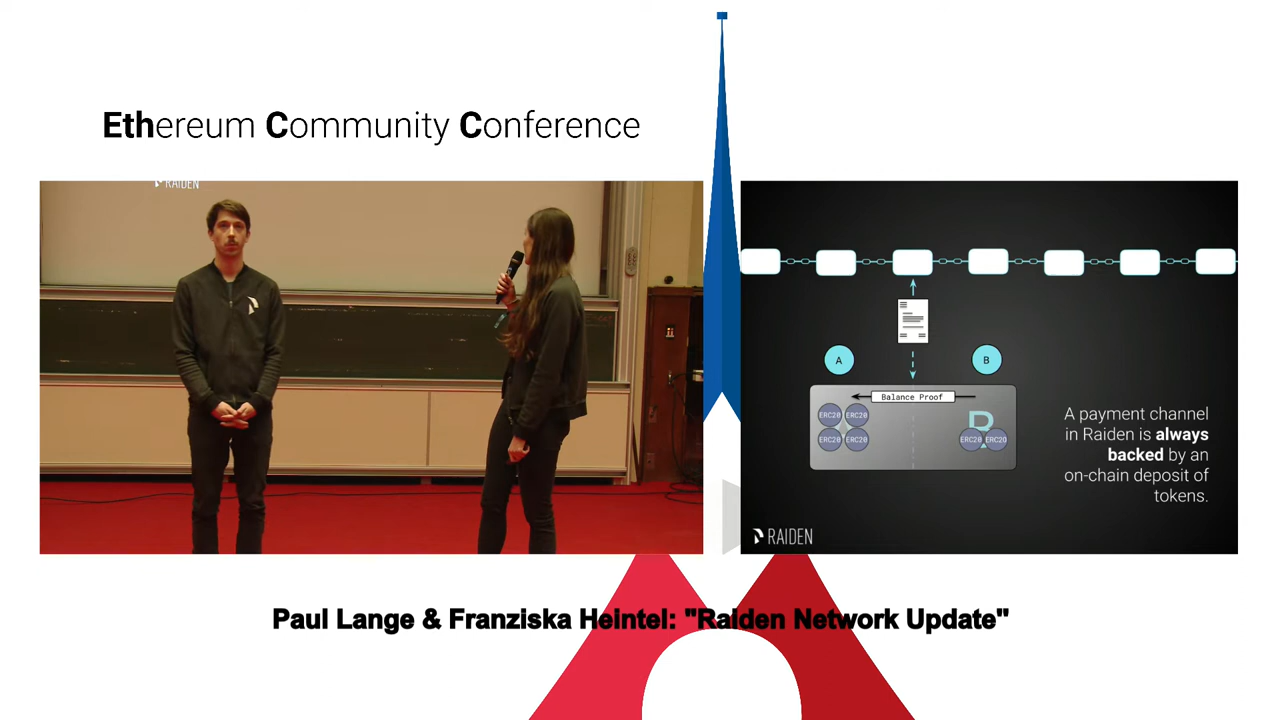 Ethereum Community Conference
RAIDEN
A
B
Balance Proof
ERC20 ERC20
ERC20 ERC20
ERC20 ERC20
A payment channel
in Raiden is always
backed by an
on-chain deposit of
tokens.
RAIDEN
Paul Lange & Franziska Heintel: "Raiden Network Update"